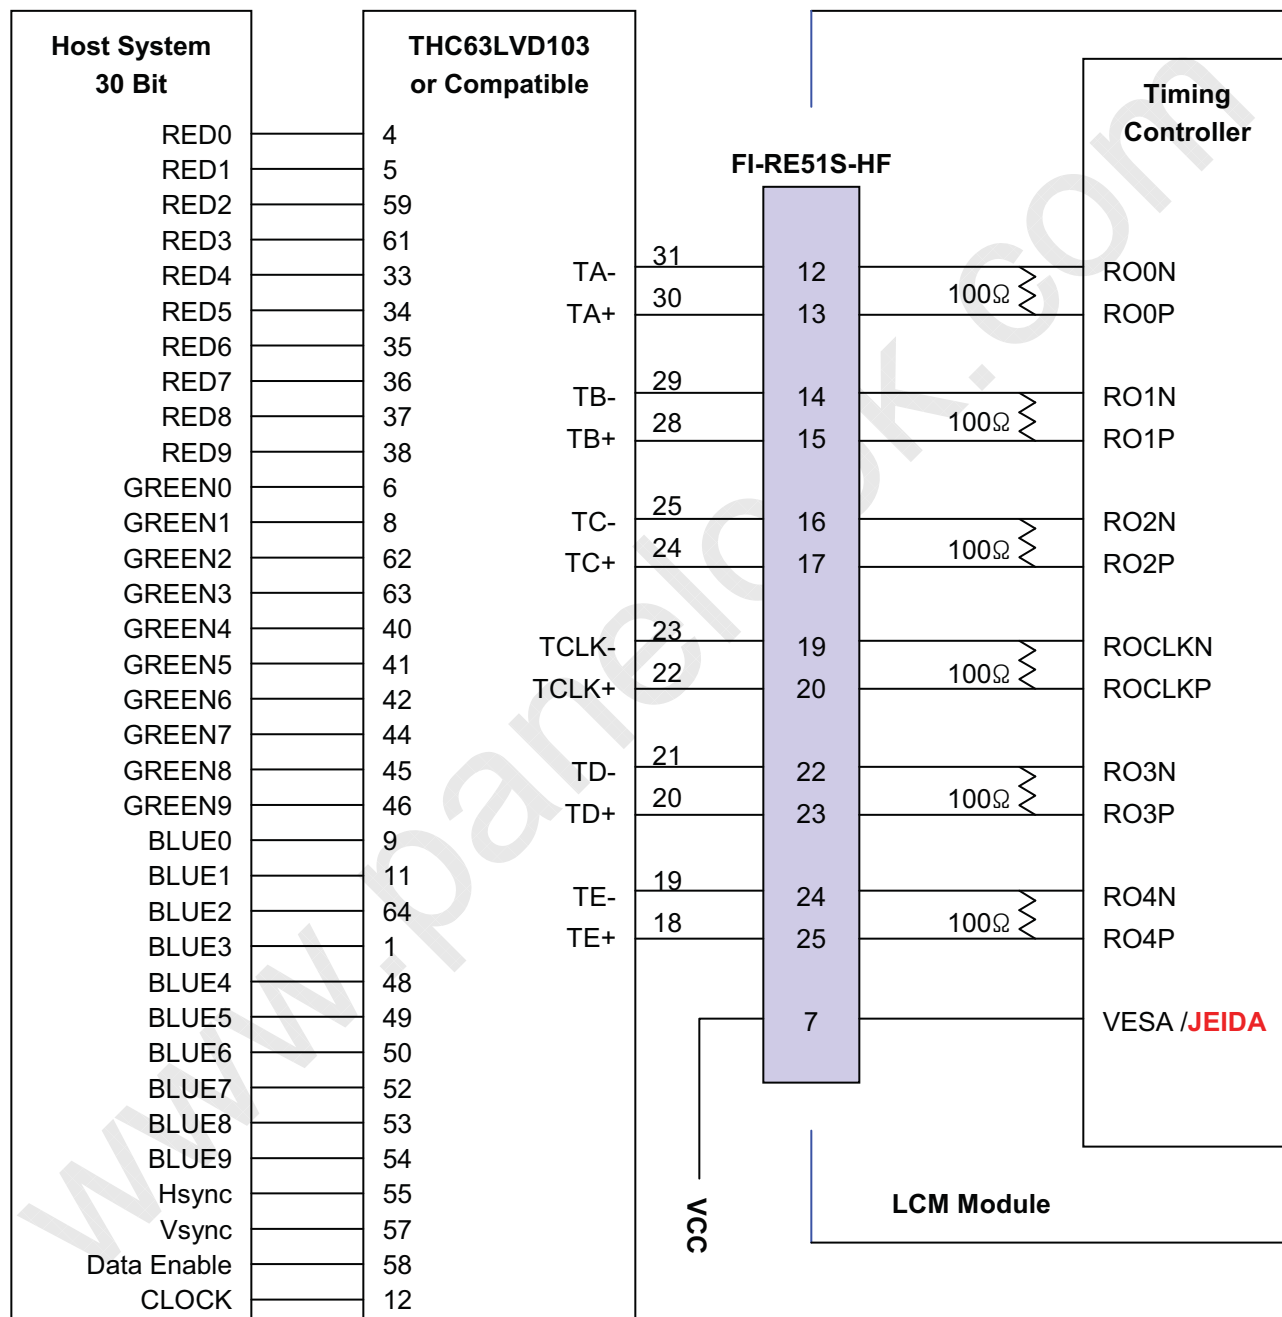 Host System
30 Bit
THC63LVD103
or Compatible
Timing
Controller
FI-RE51S-HF
RED0 4
RED1 5
RED2 59
RED3 61
RED4 33
RED5 34
RED6 35
RED7 36
RED8 37
RED9 38
GREEN0 6
GREEN1 8
GREEN2 62
GREEN3 63
GREEN4 40
GREEN5 41
GREEN6 42
GREEN7 44
GREEN8 45
GREEN9 46
BLUE0 9
BLUE1 11
BLUE2 64
BLUE3 1
BLUE4 48
BLUE5 49
BLUE6 50
BLUE7 52
BLUE8 53
BLUE9 54
Hsync 55
Vsync 57
Data Enable 58
CLOCK 12
TA- 31 12 RO0N
100Ω
TA+ 30 13 RO0P
TB- 29 14 RO1N
100Ω
TB+ 28 15 RO1P
TC- 25 16 RO2N
100Ω
TC+ 24 17 RO2P
TCLK- 23 19 ROCLKN
100Ω
TCLK+ 22 20 ROCLKP
TD- 21 22 RO3N
100Ω
TD+ 20 23 RO3P
TE- 19 24 RO4N
100Ω
TE+ 18 25 RO4P
7 VESA /JEIDA
VCC
LCM Module
www.panelook.com